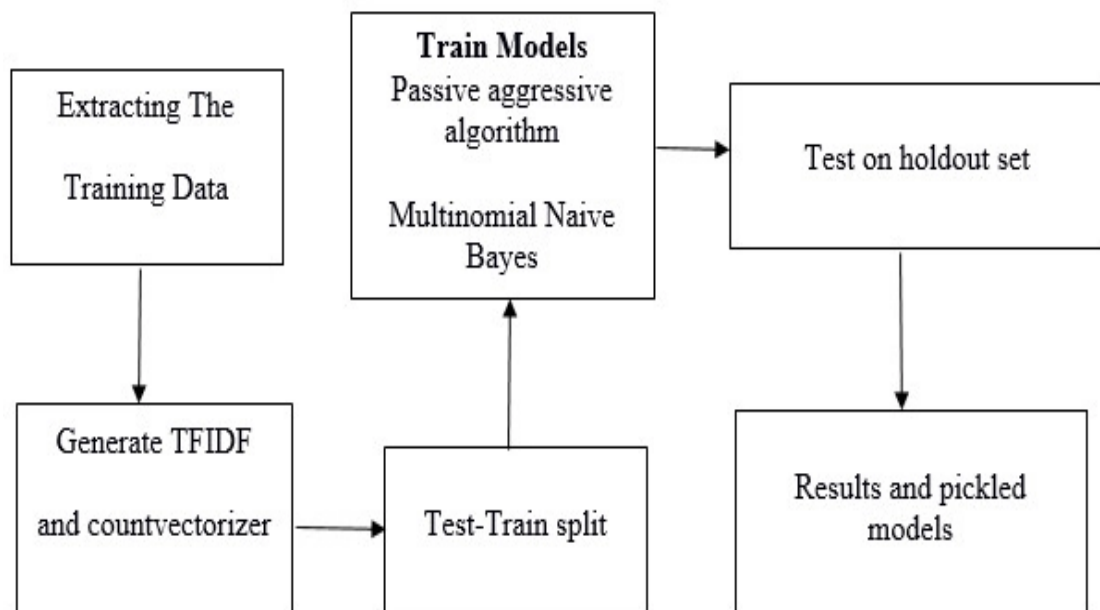 Extracting The
Training Data
Generate TFIDF
and countvectorizer
Test-Train split
Train Models
Passive aggressive
algorithm
Multinomial Naive
Bayes
Test on holdout set
Results and pickled
models